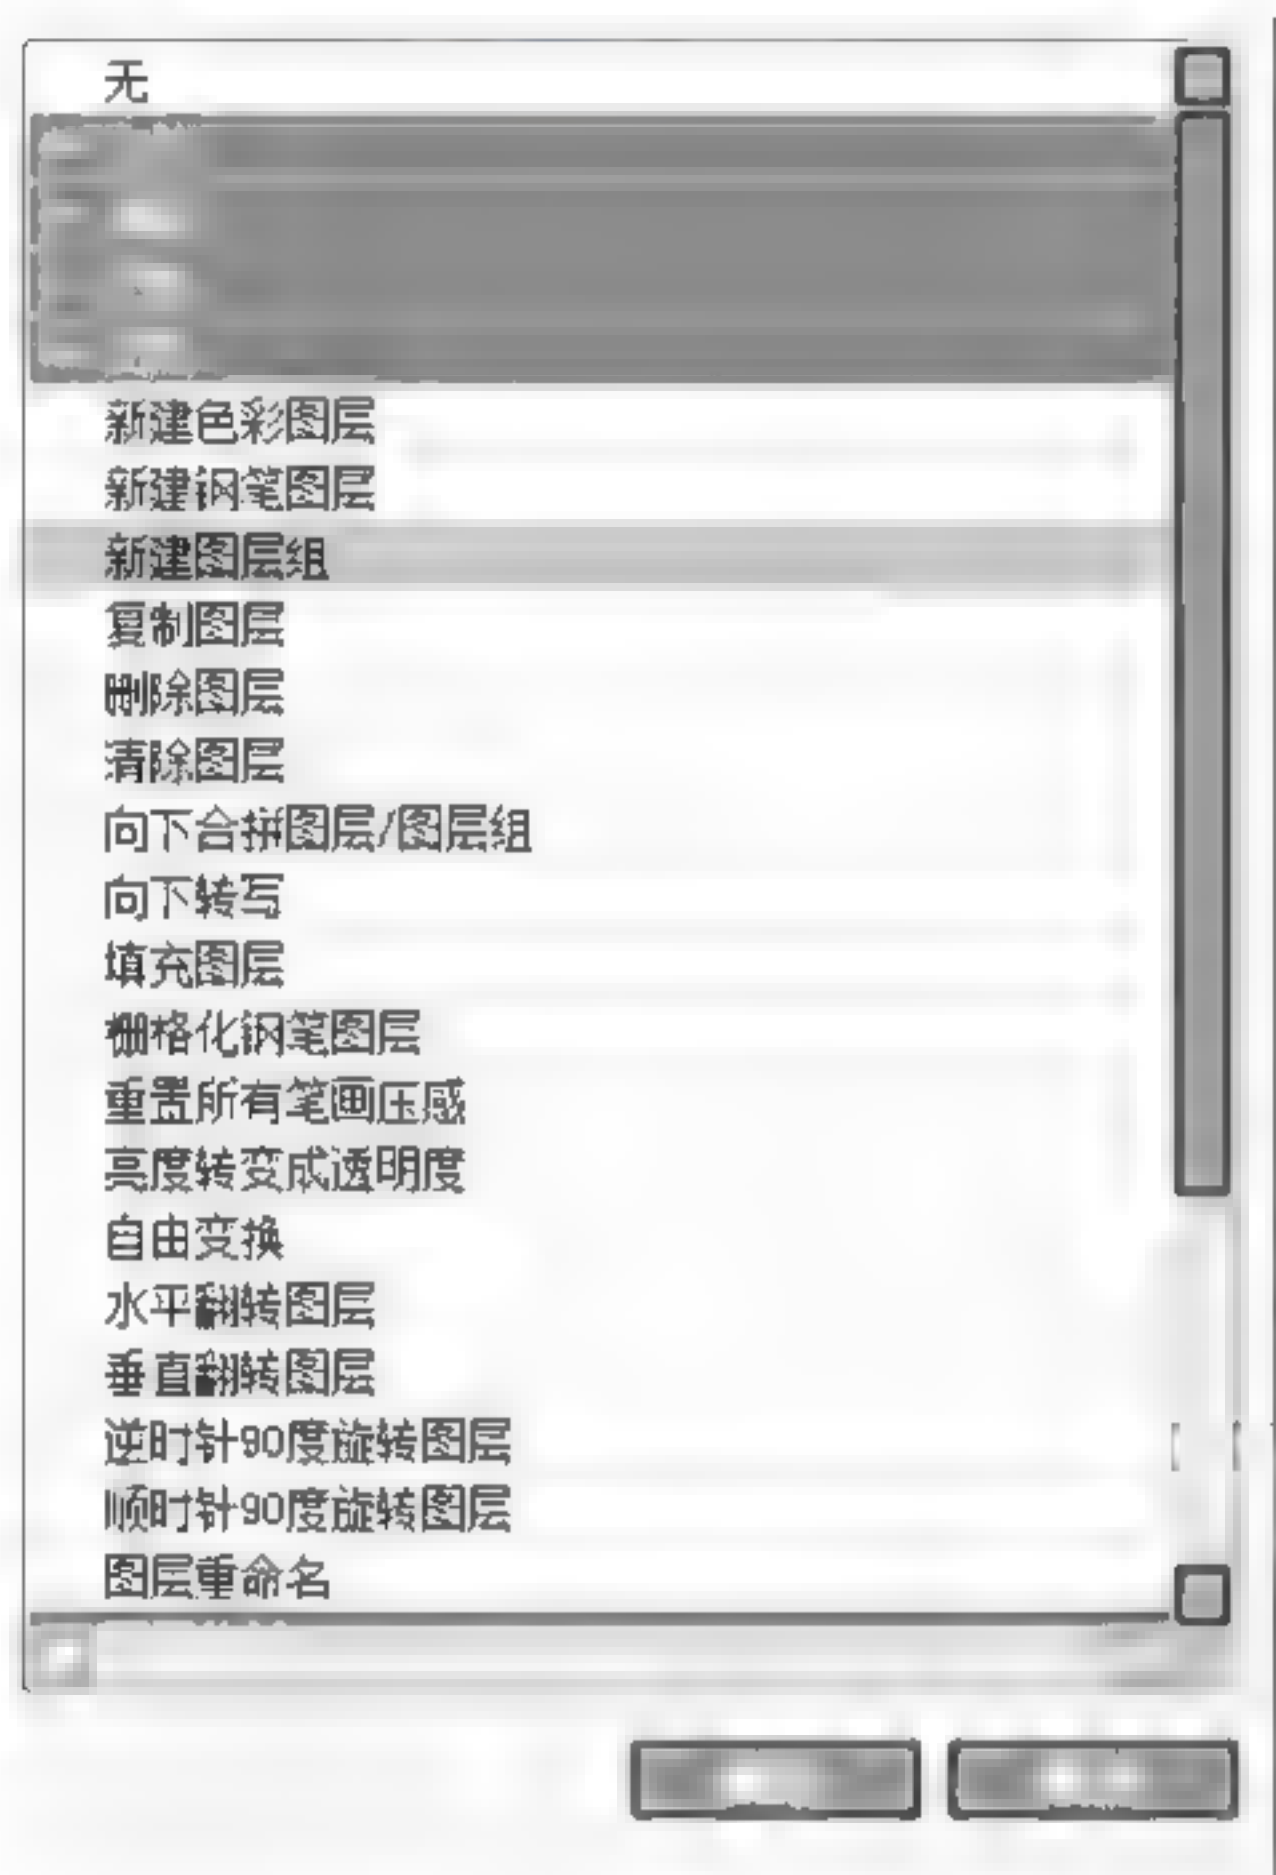 无
新建色彩图层
新建钢笔图层
新建图层组
复制图层
删除图层
清除图层
向下合拼图层/图层组
向下转写
填充图层
栅格化钢笔图层
重置所有笔画压感
亮度转变成透明度
自由变换
水平翻转图层
垂直翻转图层
逆时针90度旋转图层
顺时针90度旋转图层
图层重命名